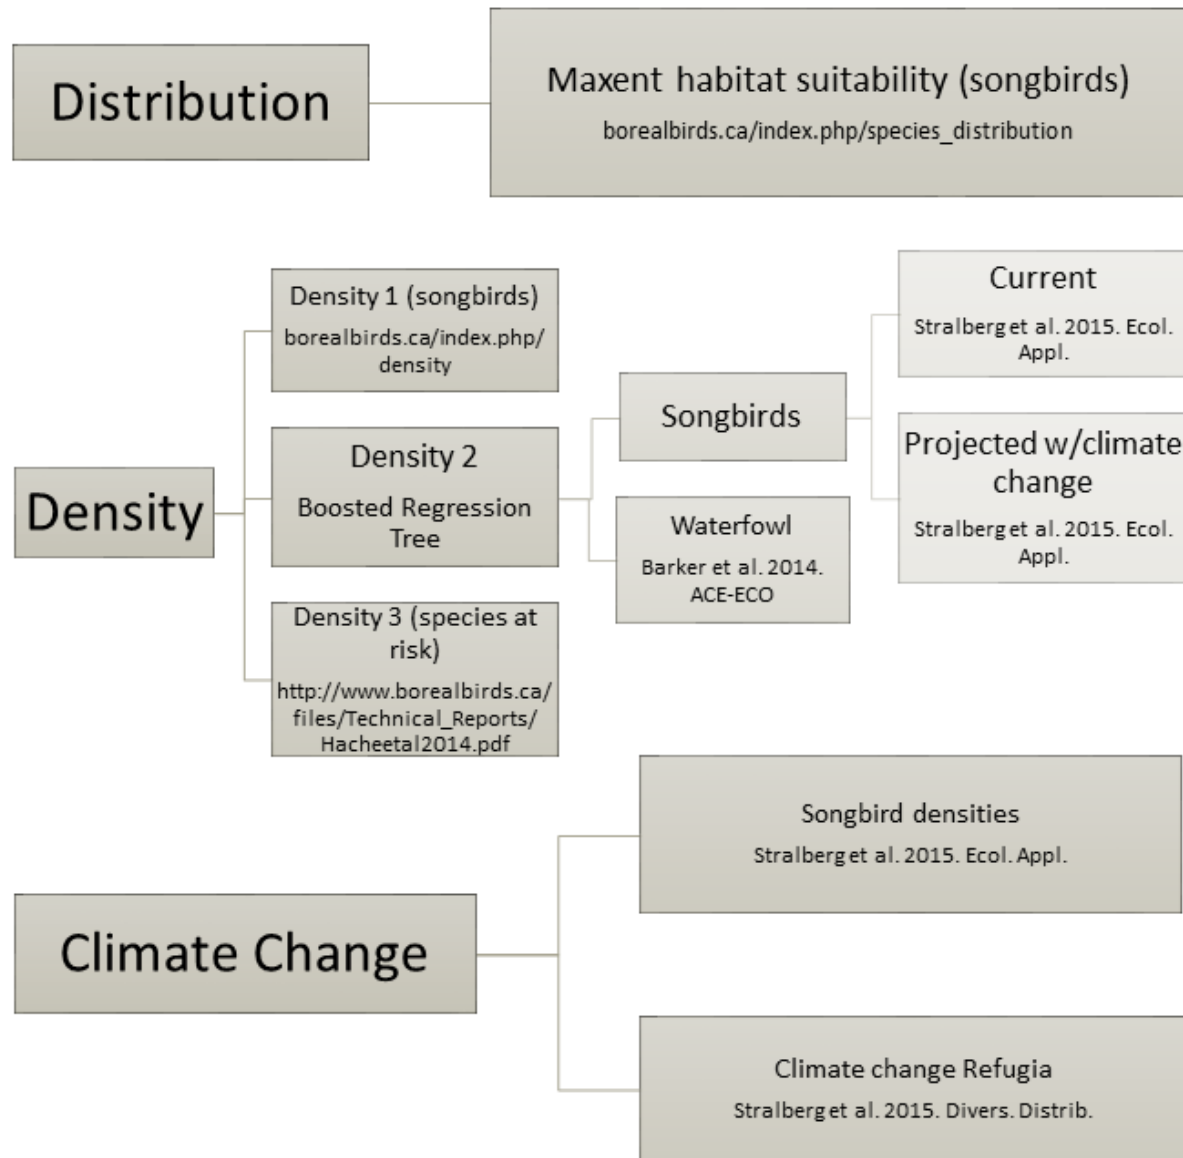 Distribution
Maxent habitat suitability (songbirds)
borealbirds.ca/index.php/species_distribution
Density
Density 1 (songbirds)
borealbirds.ca/index.php/
density
Density 2
Boosted Regression
Tree
Songbirds
Current
Stralberg et al. 2015. Ecol.
Appl.
Projected w/climate
change
Stralberg et al. 2015. Ecol.
Appl.
Waterfowl
Barker et al. 2014.
ACE-ECO
Density 3 (species at
risk)
http://www.borealbirds.ca/
files/Technical_Reports/
Hacheetal2014.pdf
Climate Change
Songbird densities
Stralberg et al. 2015. Ecol. Appl.
Climate change Refugia
Stralberg et al. 2015. Divers. Distrib.